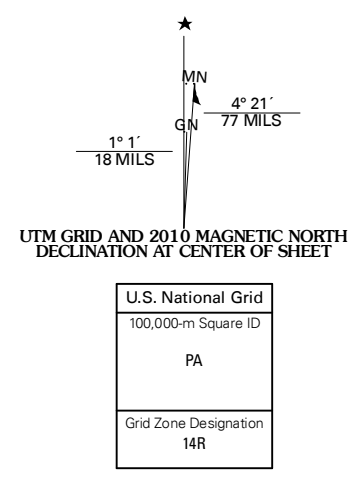 ★
MN
4° 21´
77 MILS
GN
1° 1´
18 MILS
UTM GRID AND 2010 MAGNETIC NORTH
DECLINATION AT CENTER OF SHEET
U.S. National Grid
100,000-m Square ID
PA
Grid Zone Designation
14R